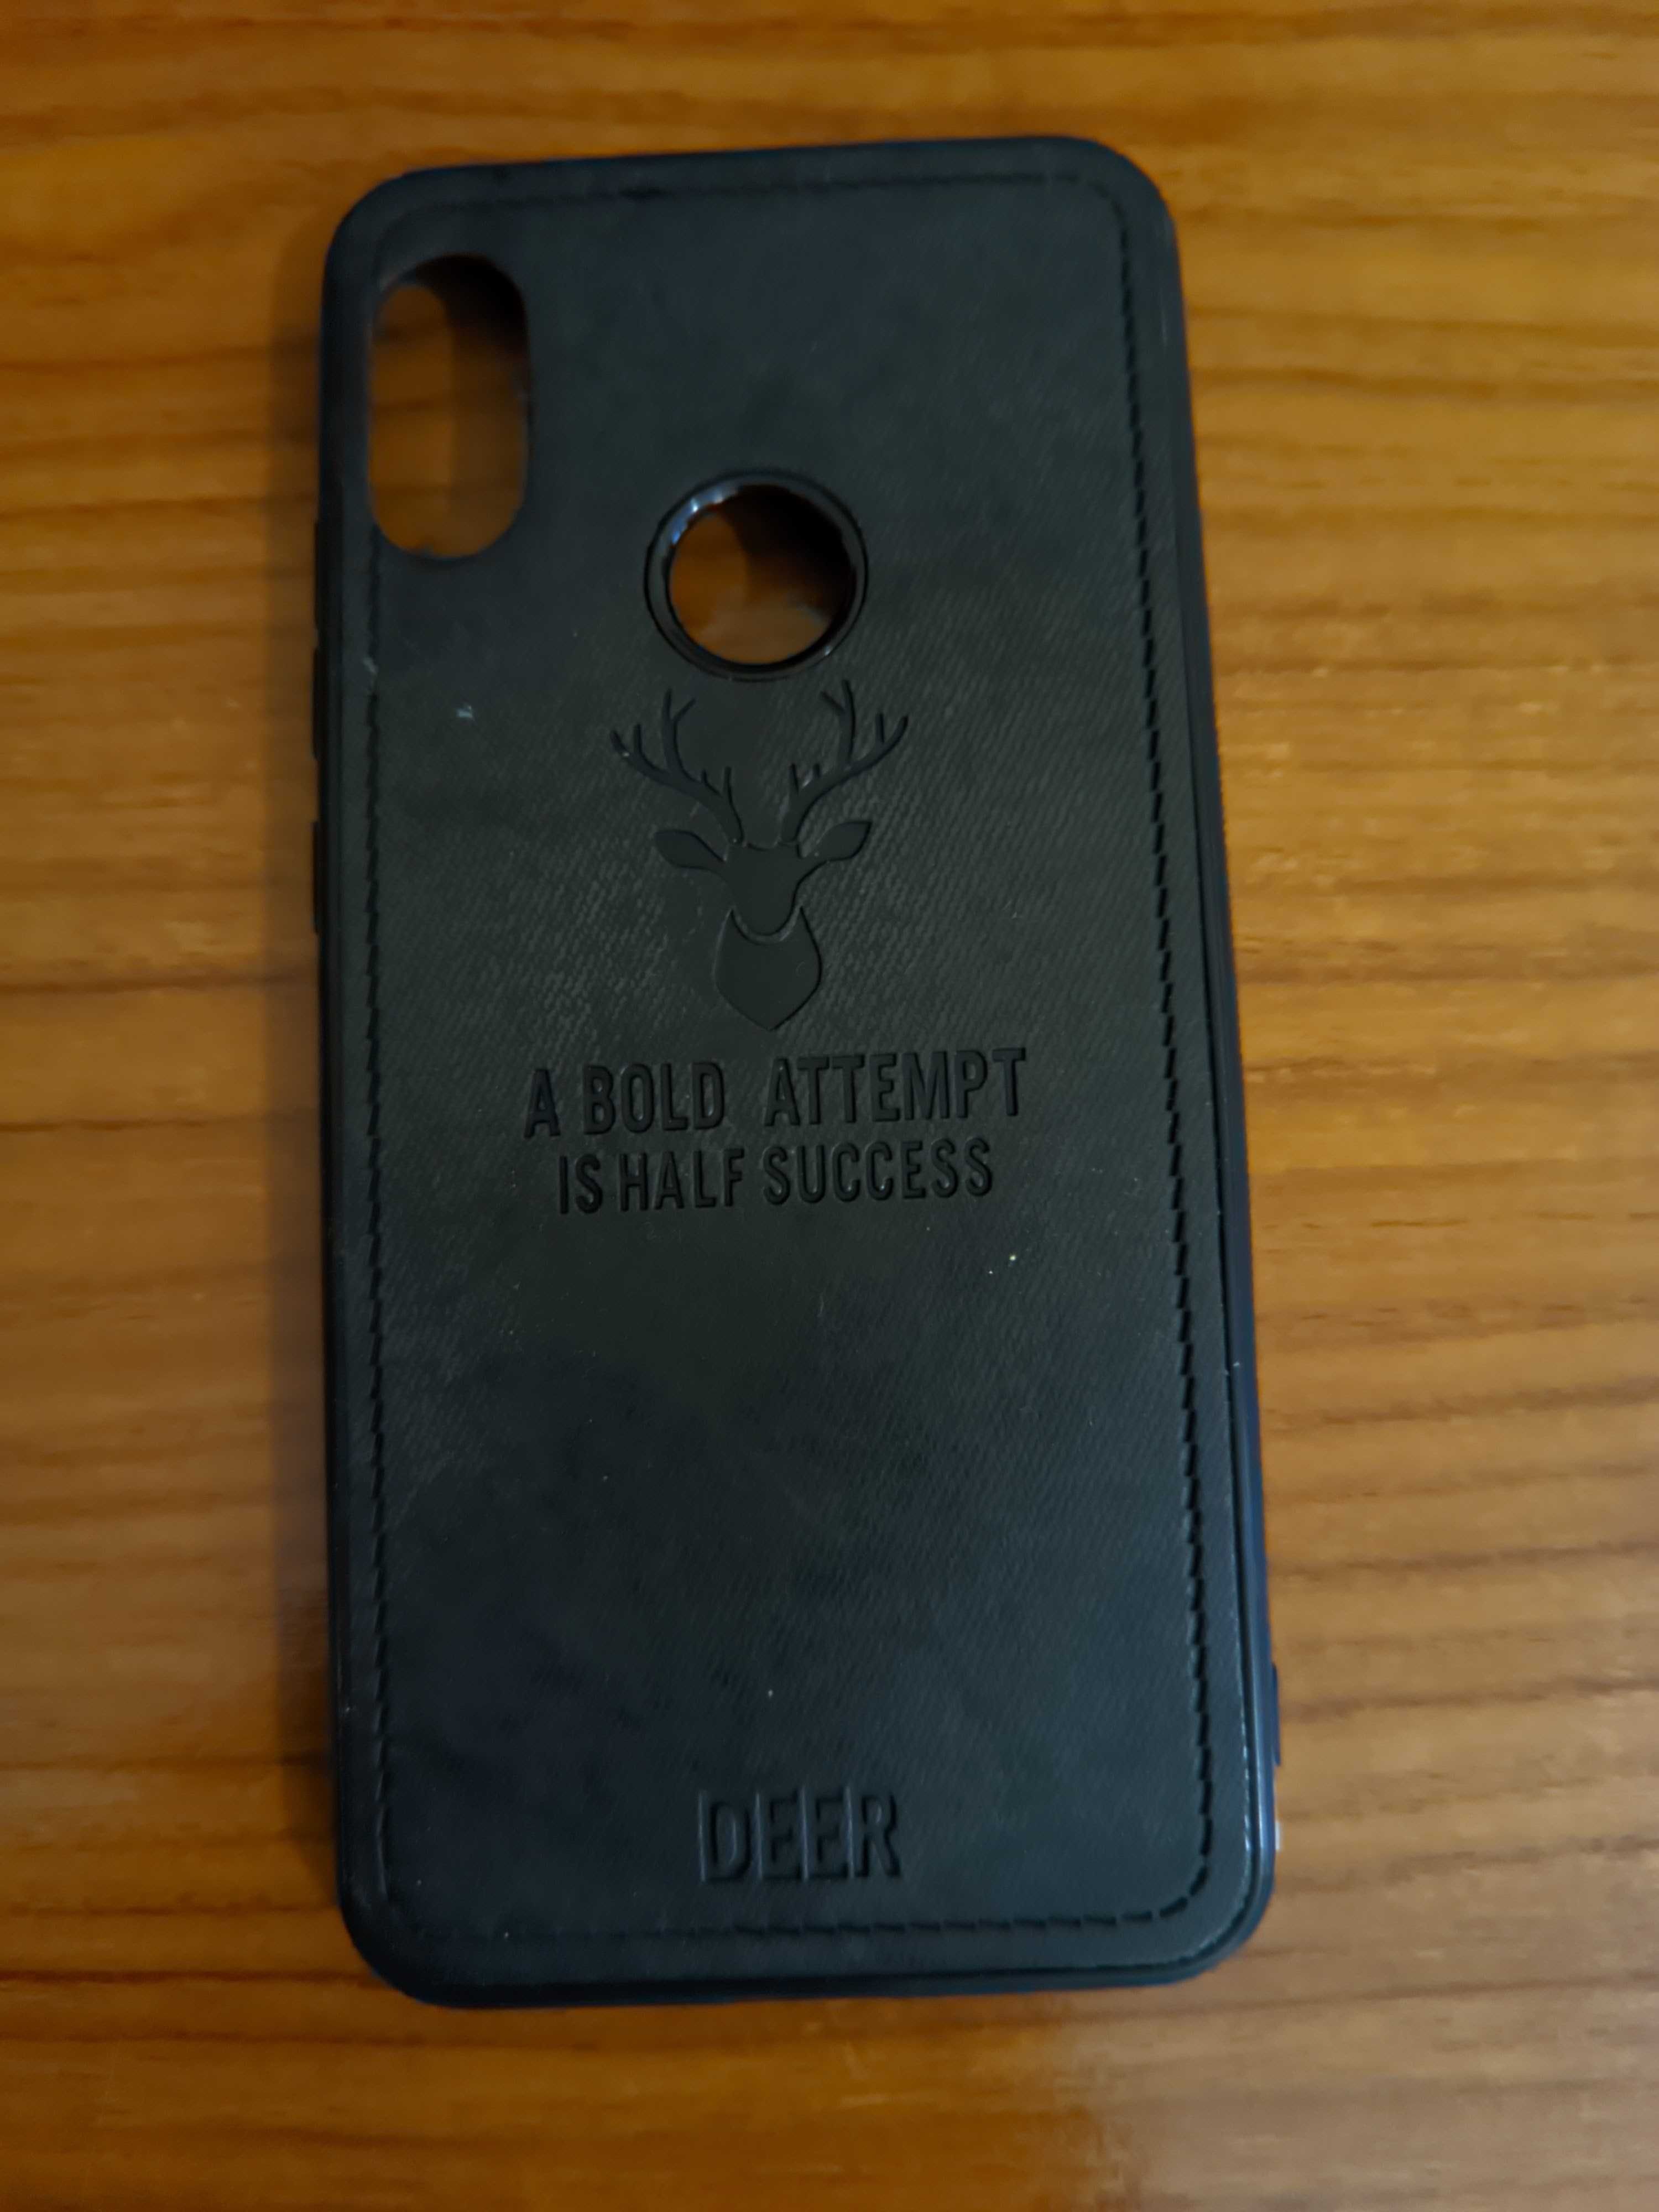 A BOLD ATTEMPT
IS HALF SUCCESS
DEER